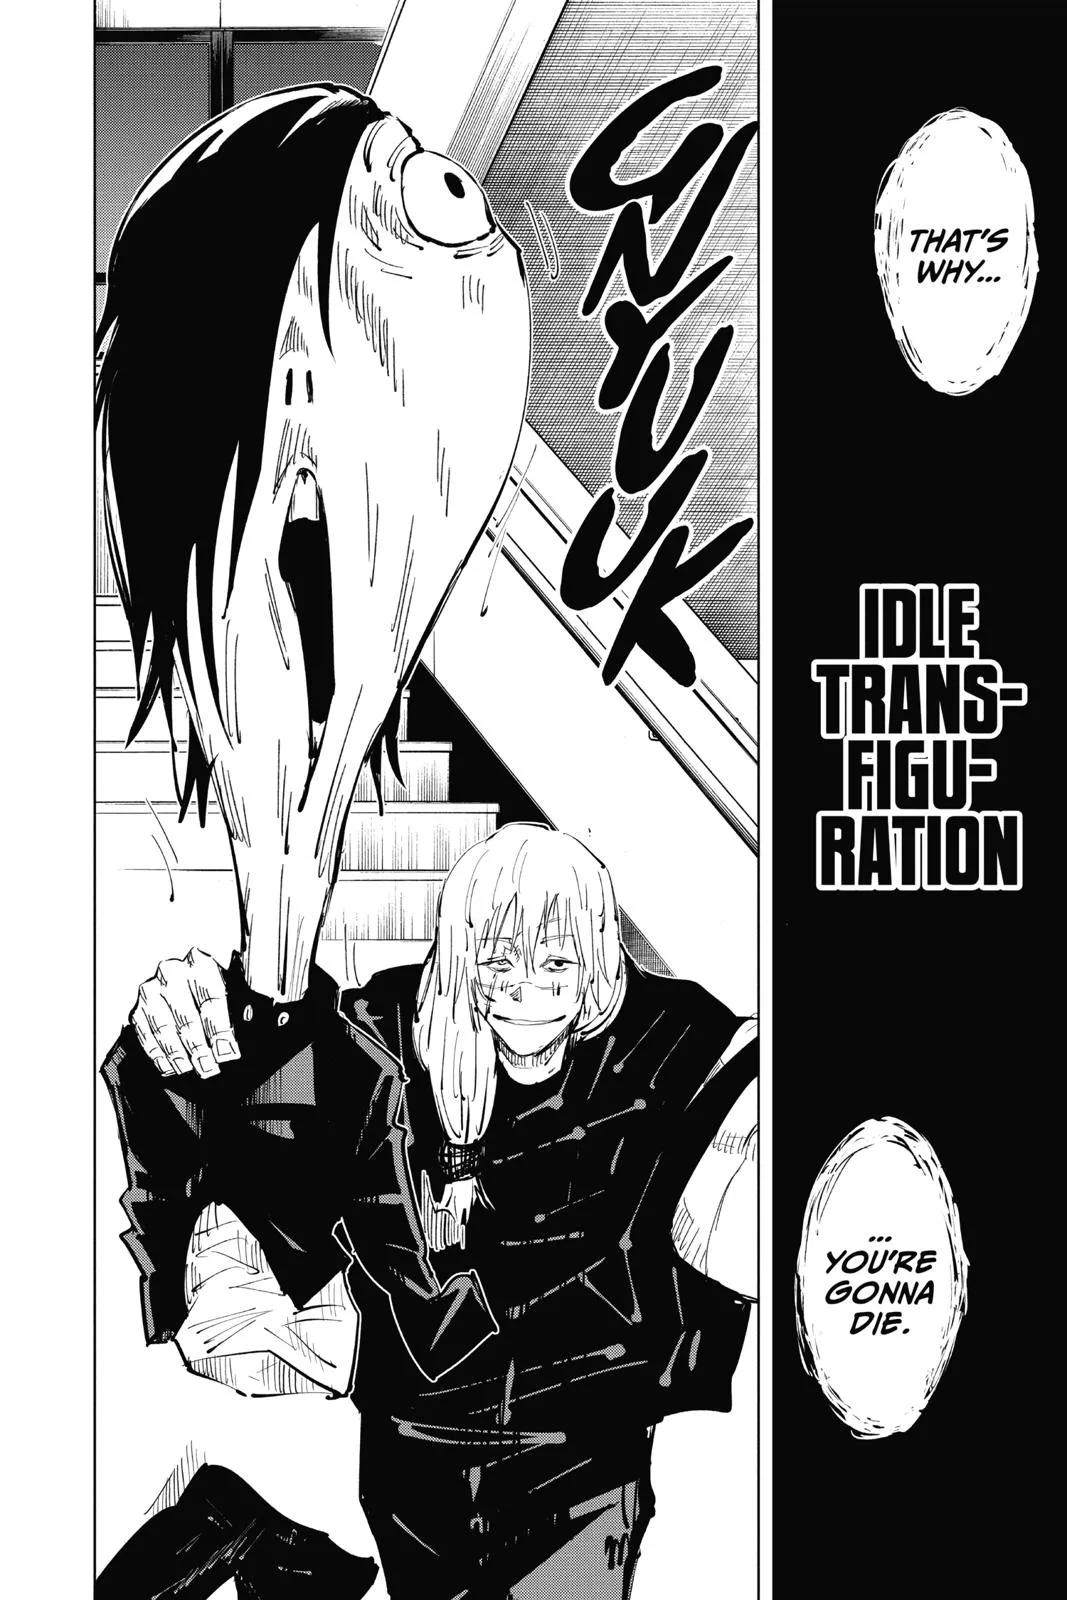 THAT'S
WHY...
GNYUUK
IDLE
TRANS-
FIGU-
RATION
...
YOU'RE
GONNA
DIE.